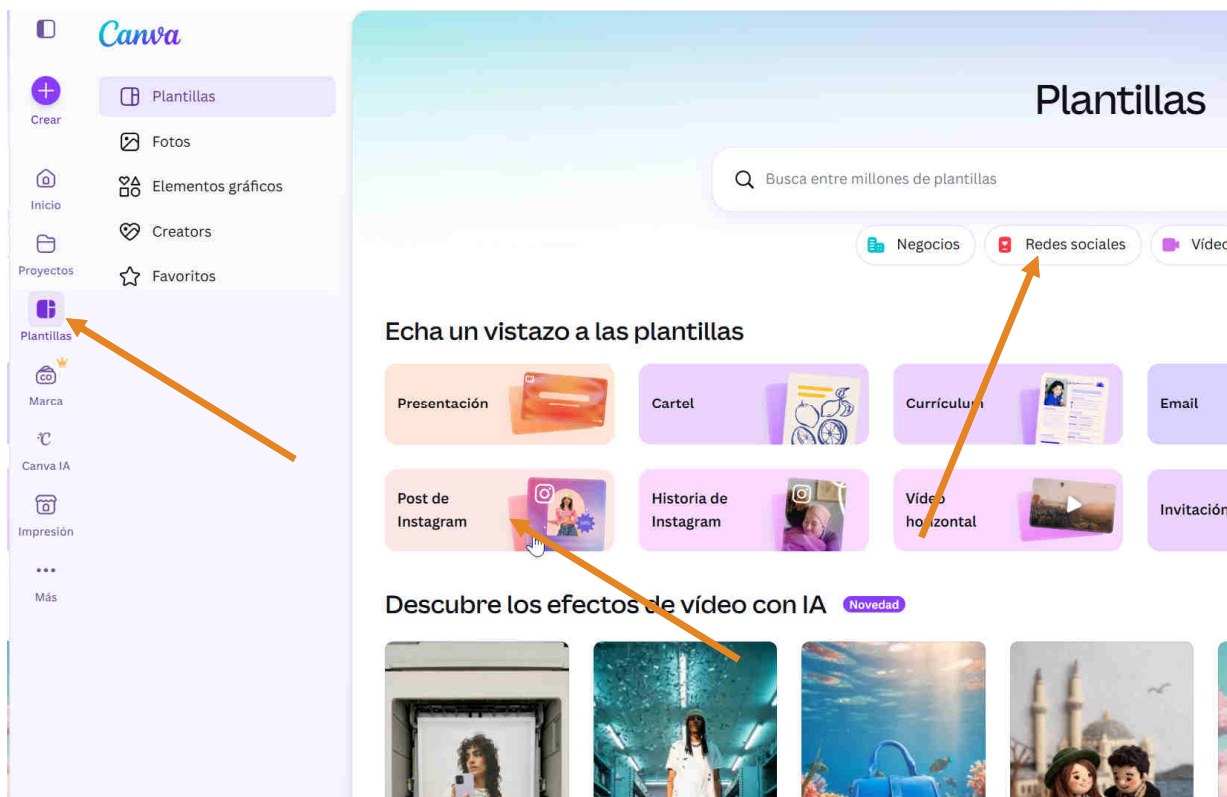 Canva
Crear
Inicio
Proyectos
Plantillas
Marca
Canva IA
Impresión
Más
Plantillas
Fotos
Elementos gráficos
Creators
Favoritos
Plantillas
Busca entre millones de plantillas
Negocios
Redes sociales
Vídeo
Echa un vistazo a las plantillas
Presentación
Cartel
Currículum
Email
Post de
Instagram
Historia de
Instagram
Vídeo
horizontal
Invitación
Descubre los efectos de vídeo con IA
Novedad